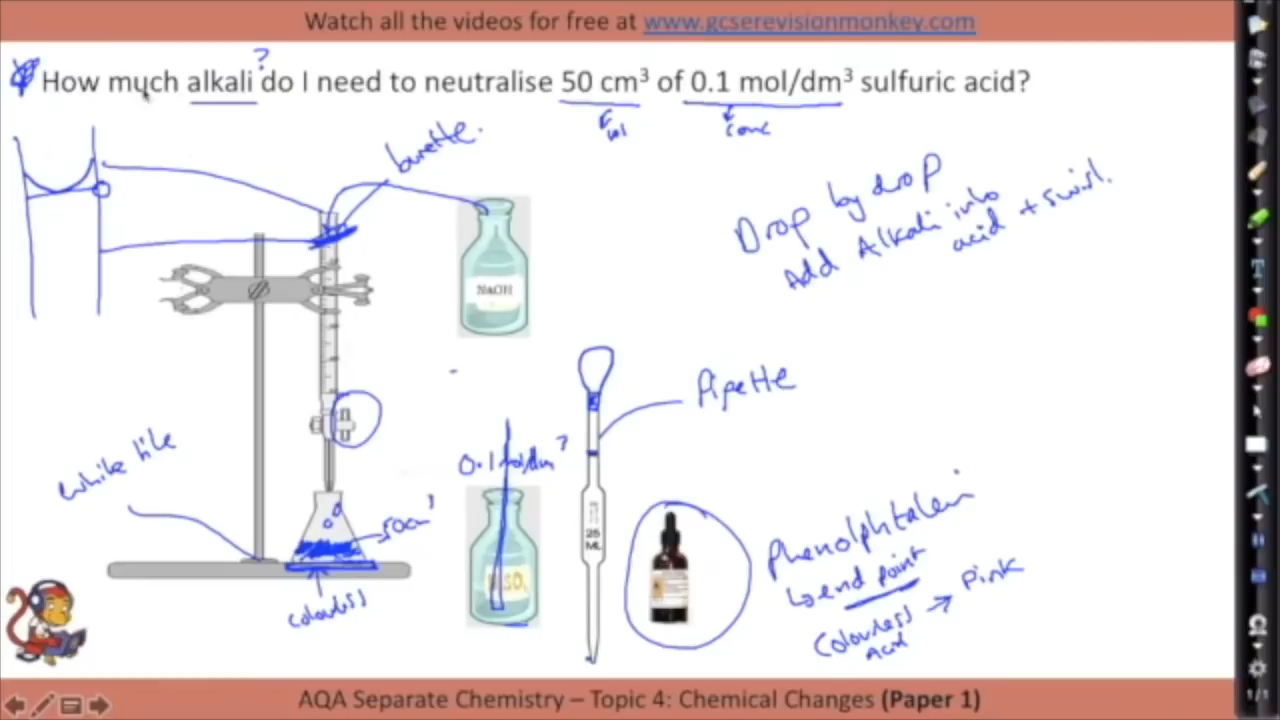 Watch all the videos for free at www.gcserevisionmonkey.com
?
How much alkali do I need to neutralise 50 cm³ of 0.1 mol/dm³ sulfuric acid?
vol
conc
burette.
Drop by drop
Add Alkali into
acid + swirl.
NAOH
Pipette
white tile
0.1 mol/dm³
50cm³
25
ML
H₂SO₄
colourless
Phenolphtalein
end point
Colourless → Pink
Acid
AQA Separate Chemistry – Topic 4: Chemical Changes (Paper 1)
1/1